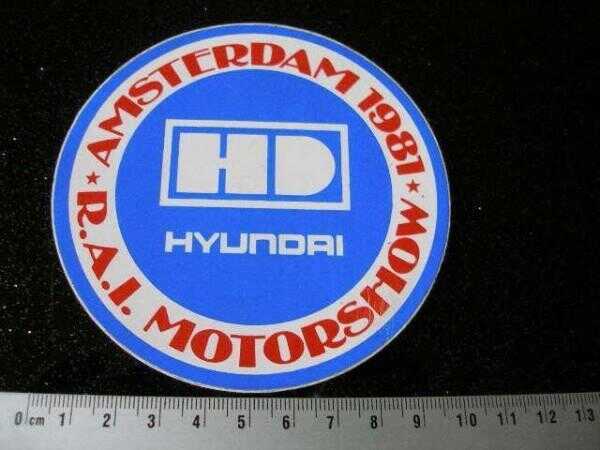 AMSTERDAM 1981
HD
HYUNDAI
R.A.I. MOTORSHOW
0 cm 1 2 3 4 5 6 7 8 9 10 11 12 13